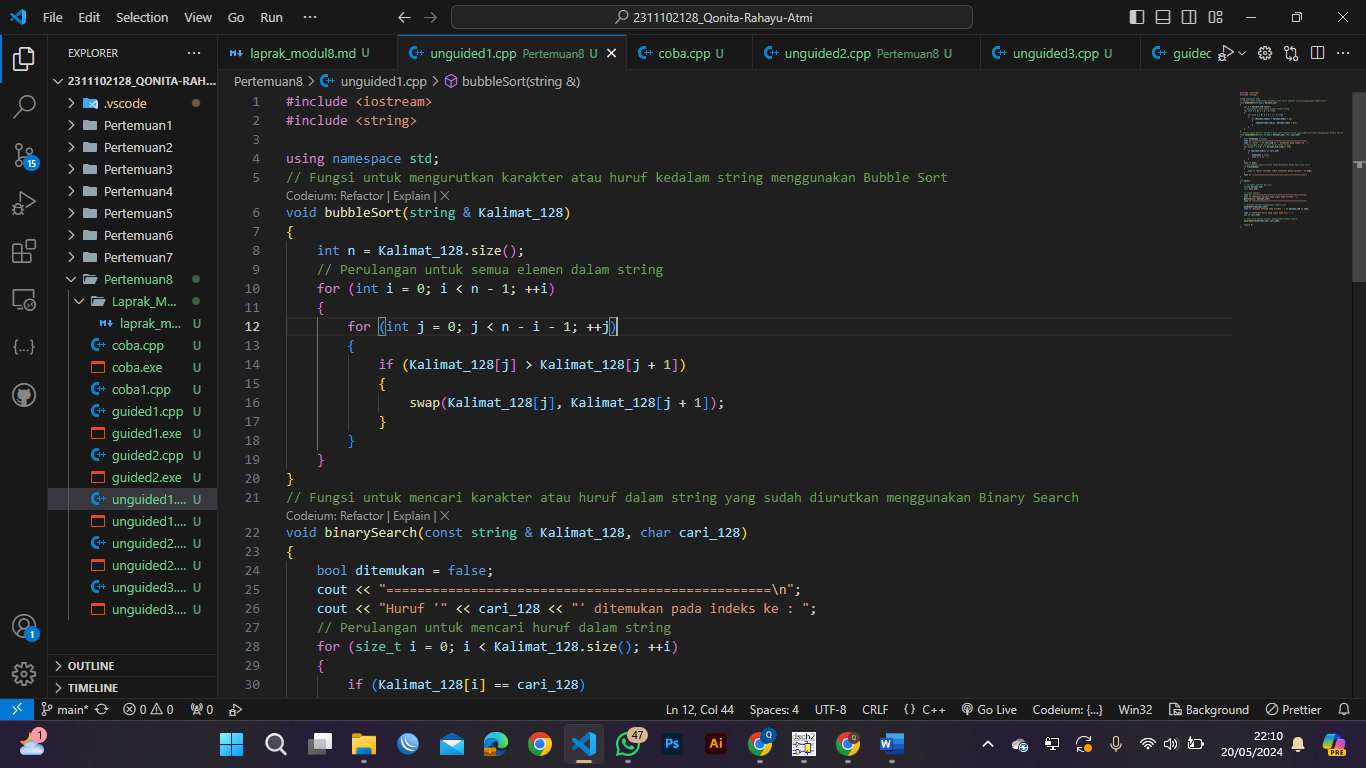 File Edit Selection View Go Run ··· 2311102128_Qonita-Rahayu-Atmi
EXPLORER ···
laprak_modul8.md U unguided1.cpp Pertemuan8 U coba.cpp U unguided2.cpp Pertemuan8 U unguided3.cpp U guided
2311102128_QONITA-RAH...
.vscode
Pertemuan1
Pertemuan2
Pertemuan3
Pertemuan4
Pertemuan5
Pertemuan6
Pertemuan7
Pertemuan8
Laprak_M...
laprak_m... U
coba.cpp U
coba.exe U
coba1.cpp U
guided1.cpp U
guided1.exe U
guided2.cpp U
guided2.exe U
unguided1.... U
unguided1.... U
unguided2.... U
unguided2.... U
unguided3.... U
unguided3.... U
OUTLINE
TIMELINE
15
1
Pertemuan8 > unguided1.cpp > bubbleSort(string &)
1 #include <iostream>
2 #include <string>
3
4 using namespace std;
5 // Fungsi untuk mengurutkan karakter atau huruf kedalam string menggunakan Bubble Sort
Codeium: Refactor | Explain | X
6 void bubbleSort(string & Kalimat_128)
7 {
8 int n = Kalimat_128.size();
9 // Perulangan untuk semua elemen dalam string
10 for (int i = 0; i < n - 1; ++i)
11 {
12 for (int j = 0; j < n - i - 1; ++j)
13 {
14 if (Kalimat_128[j] > Kalimat_128[j + 1])
15 {
16 swap(Kalimat_128[j], Kalimat_128[j + 1]);
17 }
18 }
19 }
20 }
21 // Fungsi untuk mencari karakter atau huruf dalam string yang sudah diurutkan menggunakan Binary Search
Codeium: Refactor | Explain | X
22 void binarySearch(const string & Kalimat_128, char cari_128)
23 {
24 bool ditemukan = false;
25 cout << "==================================================\n";
26 cout << "Huruf '" << cari_128 << "' ditemukan pada indeks ke : ";
27 // Perulangan untuk mencari huruf dalam string
28 for (size_t i = 0; i < Kalimat_128.size(); ++i)
29 {
30 if (Kalimat_128[i] == cari_128)
main* 0 0 0 Ln 12, Col 44 Spaces: 4 UTF-8 CRLF {} C++ Go Live Codeium: {...} Win32 Background Prettier
1 47 Ps Ai dsch2 W 22:10 PRE
20/05/2024